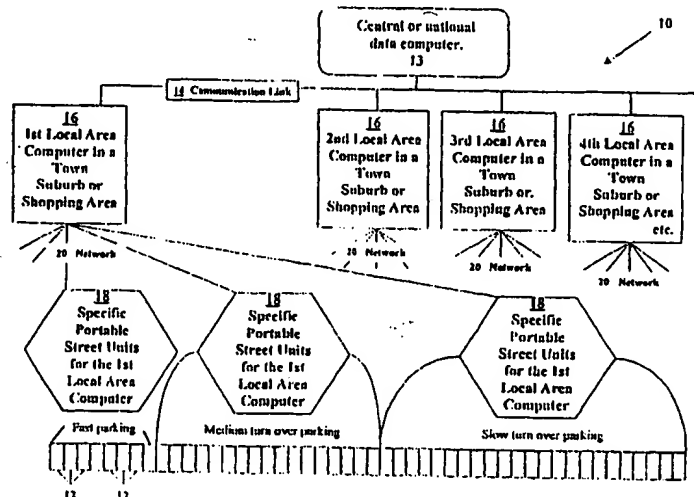 Central or national
data computer.
13
10
14 Communication Link
16
1st Local Area
Computer in a
Town
Suburb or
Shopping Area
16
2nd Local Area
Computer in a
Town
Suburb or
Shopping Area
16
3rd Local Area
Computer in a
Town
Suburb or.
Shopping Area
16
4th Local Area
Computer in a
Town
Suburb or
Shopping Area
etc.
20 Network
20 Network
20 Network
20 Network
18
Specific
Portable
Street Units
for the 1st
Local Area
Computer
18
Specific
Portable
Street Units
for the 1st
Local Area
Computer
18
Specific
Portable
Street Units
for the 1st
Local Area
Computer
Fast parking
Medium turn over parking
Slow turn over parking
12 12